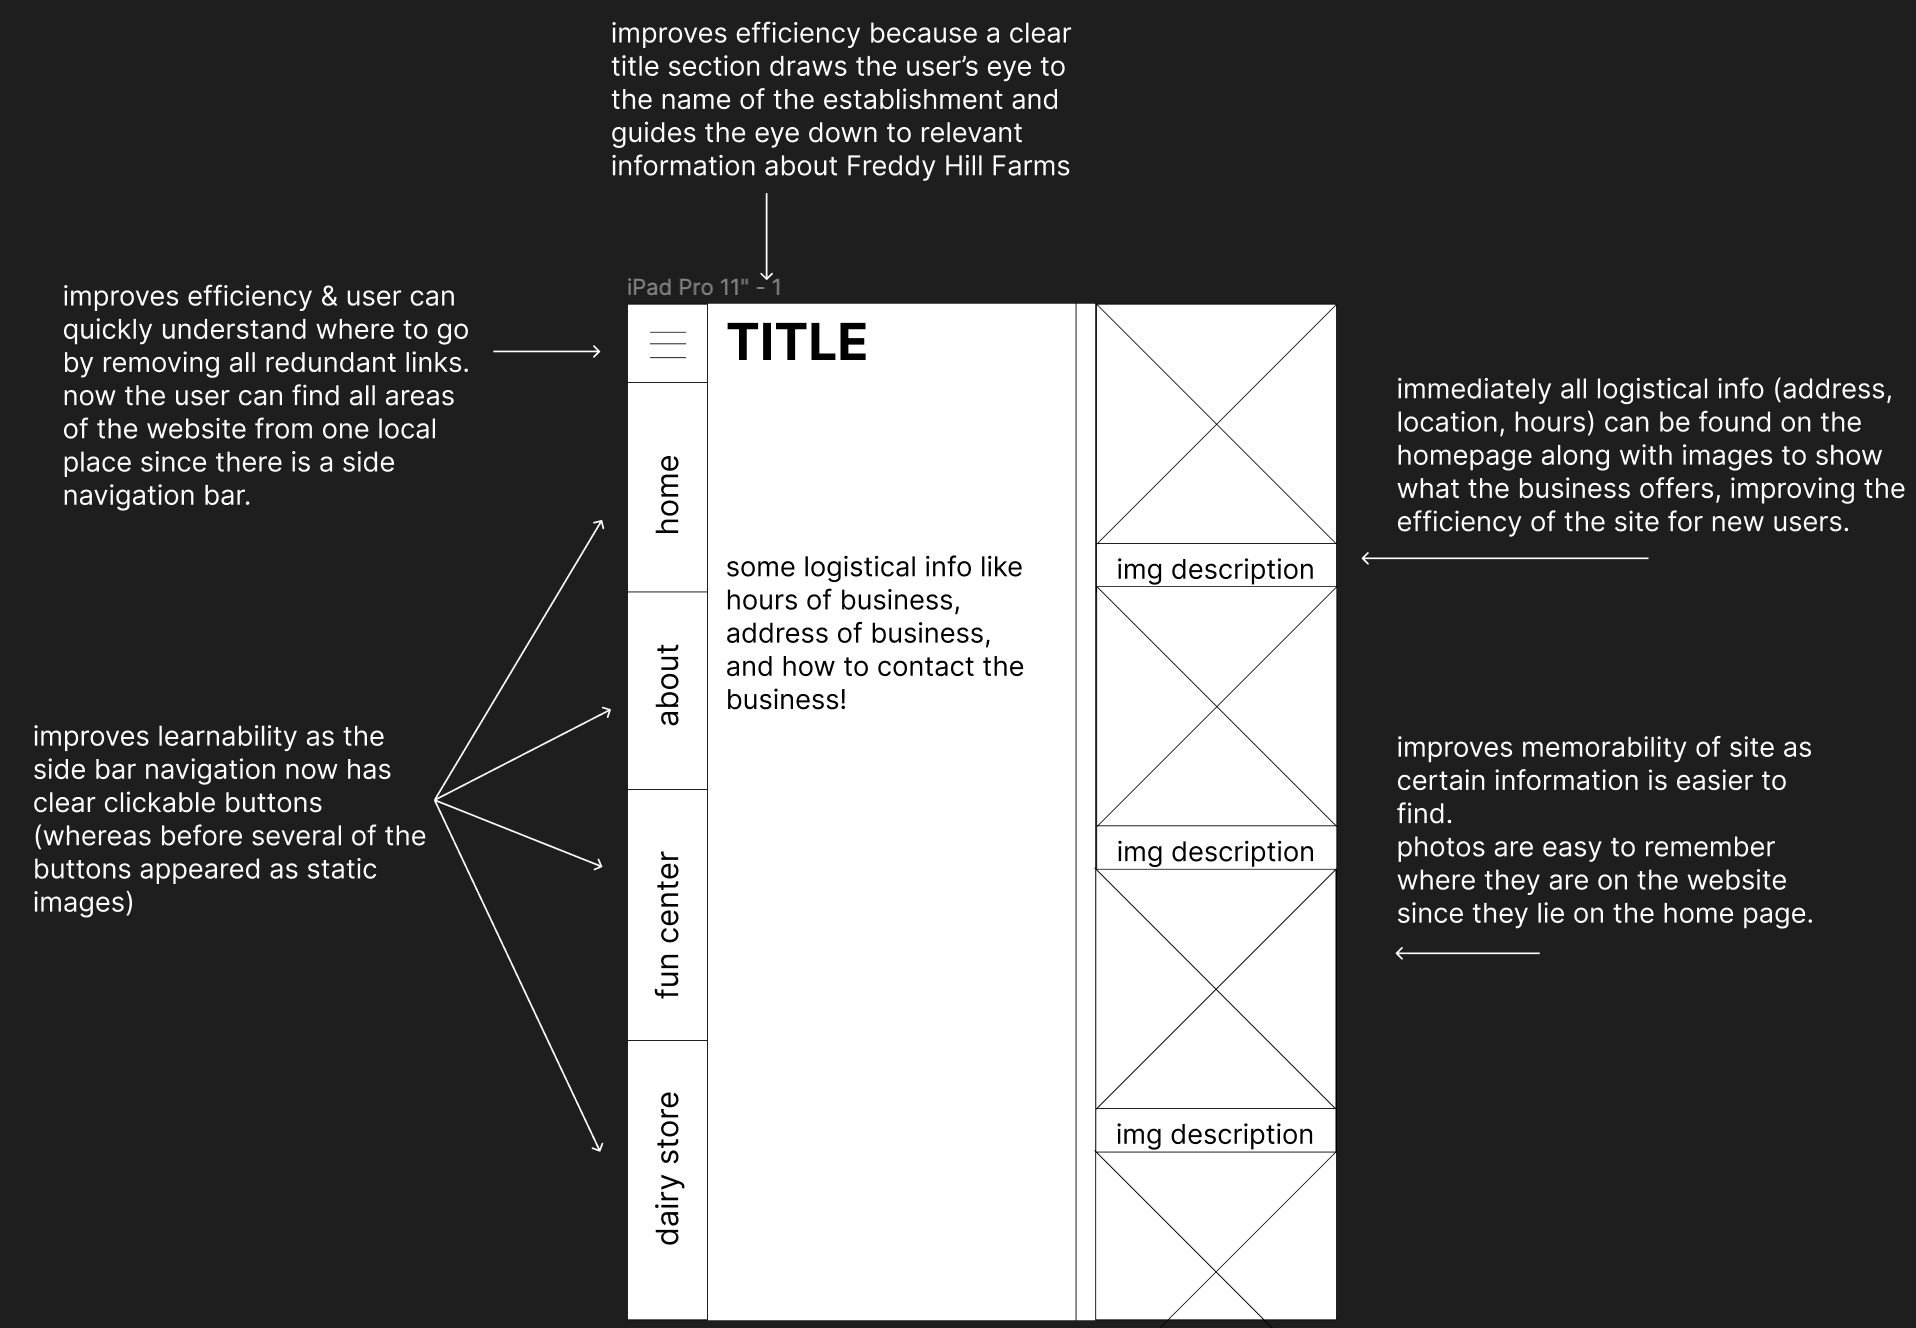 improves efficiency because a clear
title section draws the user’s eye to
the name of the establishment and
guides the eye down to relevant
information about Freddy Hill Farms
improves efficiency & user can
quickly understand where to go
by removing all redundant links.
now the user can find all areas
of the website from one local
place since there is a side
navigation bar.
improves learnability as the
side bar navigation now has
clear clickable buttons
(whereas before several of the
buttons appeared as static
images)
iPad Pro 11" - 1
TITLE
home
about
fun center
dairy store
some logistical info like
hours of business,
address of business,
and how to contact the
business!
img description
img description
img description
immediately all logistical info (address,
location, hours) can be found on the
homepage along with images to show
what the business offers, improving the
efficiency of the site for new users.
improves memorability of site as
certain information is easier to
find.
photos are easy to remember
where they are on the website
since they lie on the home page.